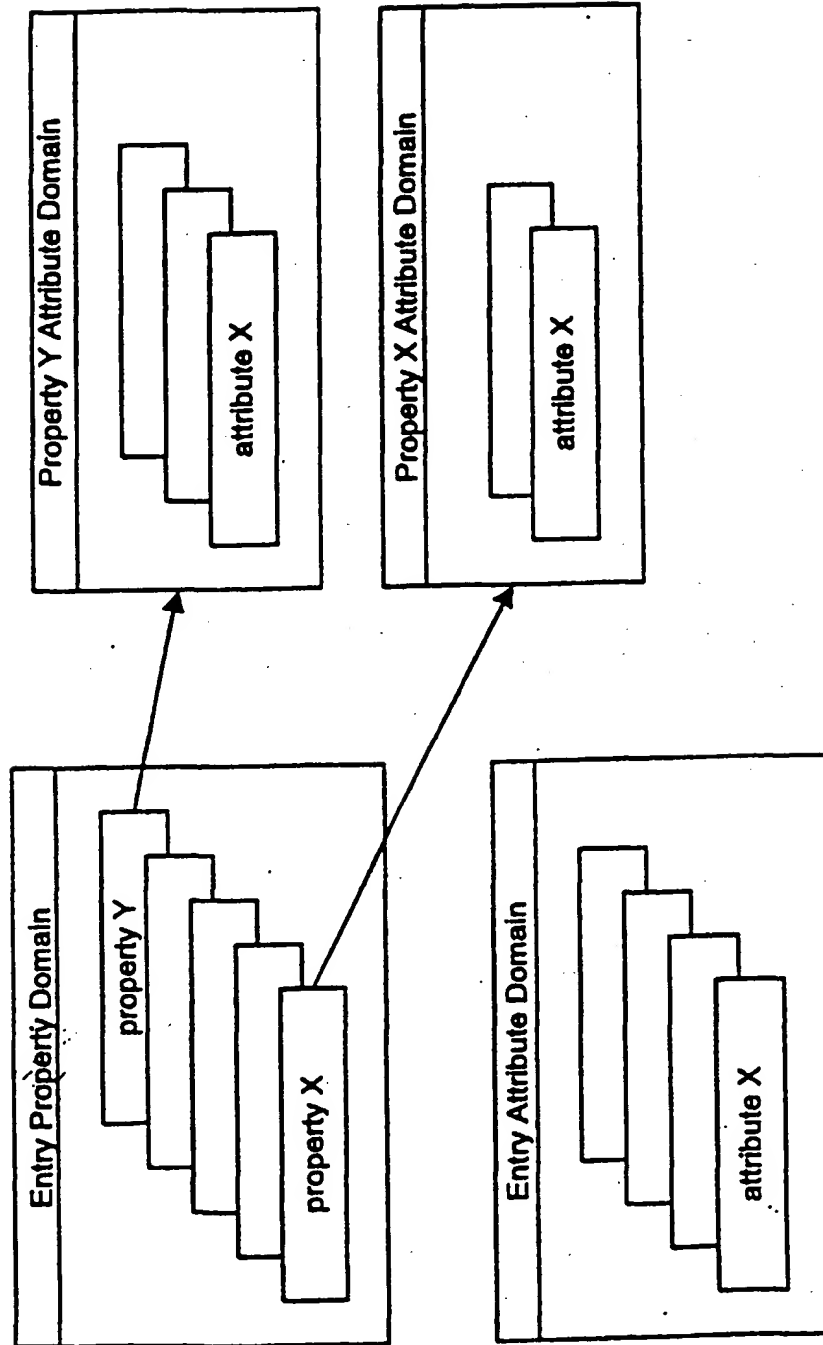 Entry Property Domain
property Y
property X
Property Y Attribute Domain
attribute X
Entry Attribute Domain
attribute X
Property X Attribute Domain
attribute X